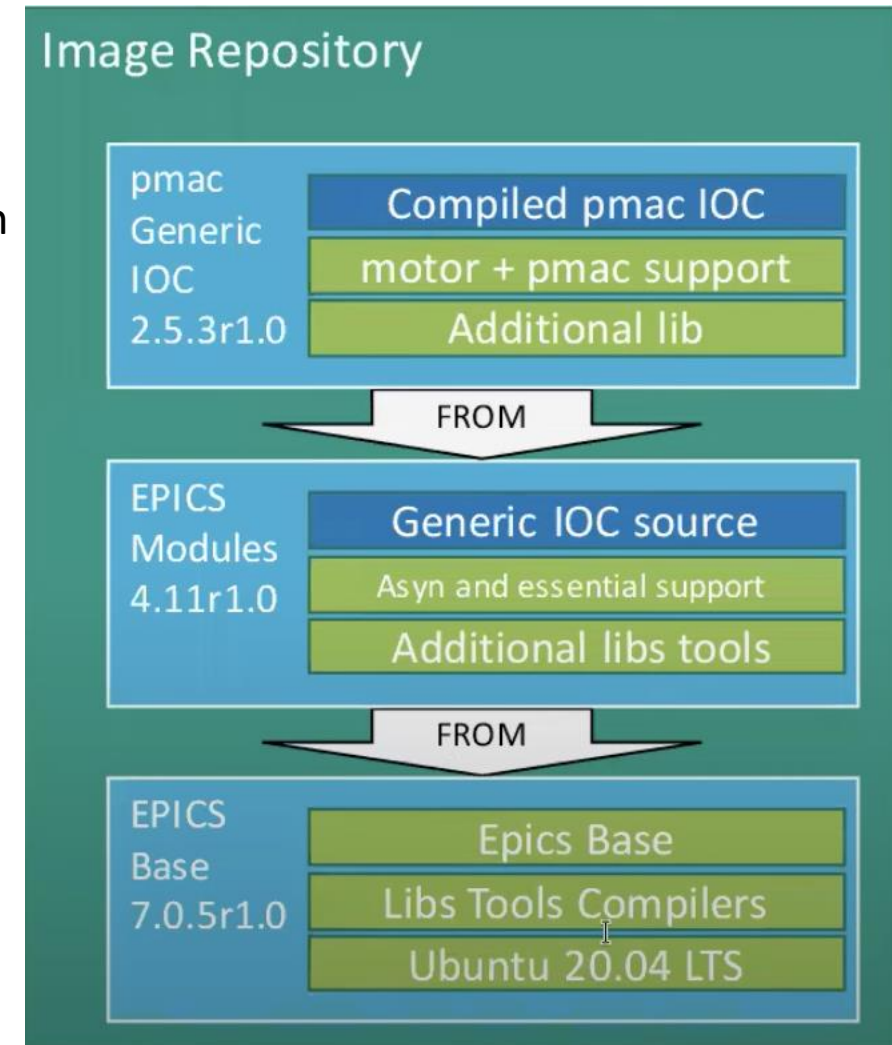 Image Repository
n
pmac
Generic
IOC
2.5.3r1.0
Compiled pmac IOC
motor + pmac support
Additional lib
FROM
EPICS
Modules
4.11r1.0
Generic IOC source
Asyn and essential support
Additional libs tools
FROM
EPICS
Base
7.0.5r1.0
Epics Base
Libs Tools Compilers
Ubuntu 20.04 LTS